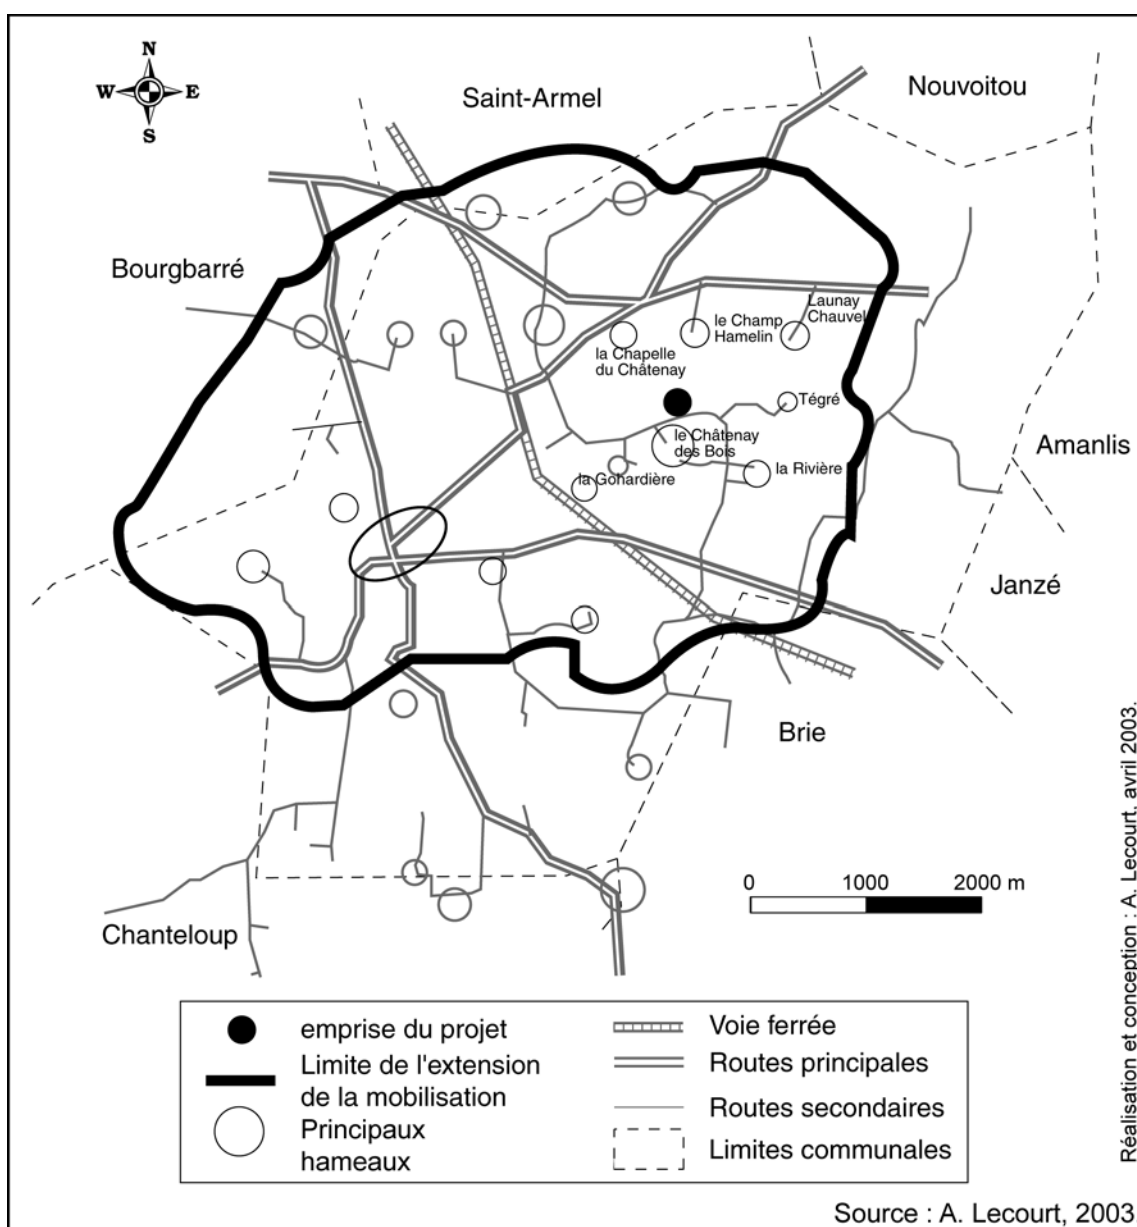 N
W E
S
Saint-Armel
Nouvoitou
Bourgbarré
Launay
Chauvel
le Champ
Hamelin
la Chapelle
du Châtenay
Tégré
le Châtenay
des Bois
Amanlis
la Rivière
la Gohardière
Janzé
Brie
0 1000 2000 m
Chanteloup
emprise du projet
Limite de l'extension
de la mobilisation
Principaux
hameaux
Voie ferrée
Routes principales
Routes secondaires
Limites communales
Réalisation et conception : A. Lecourt, avril 2003.
Source : A. Lecourt, 2003.